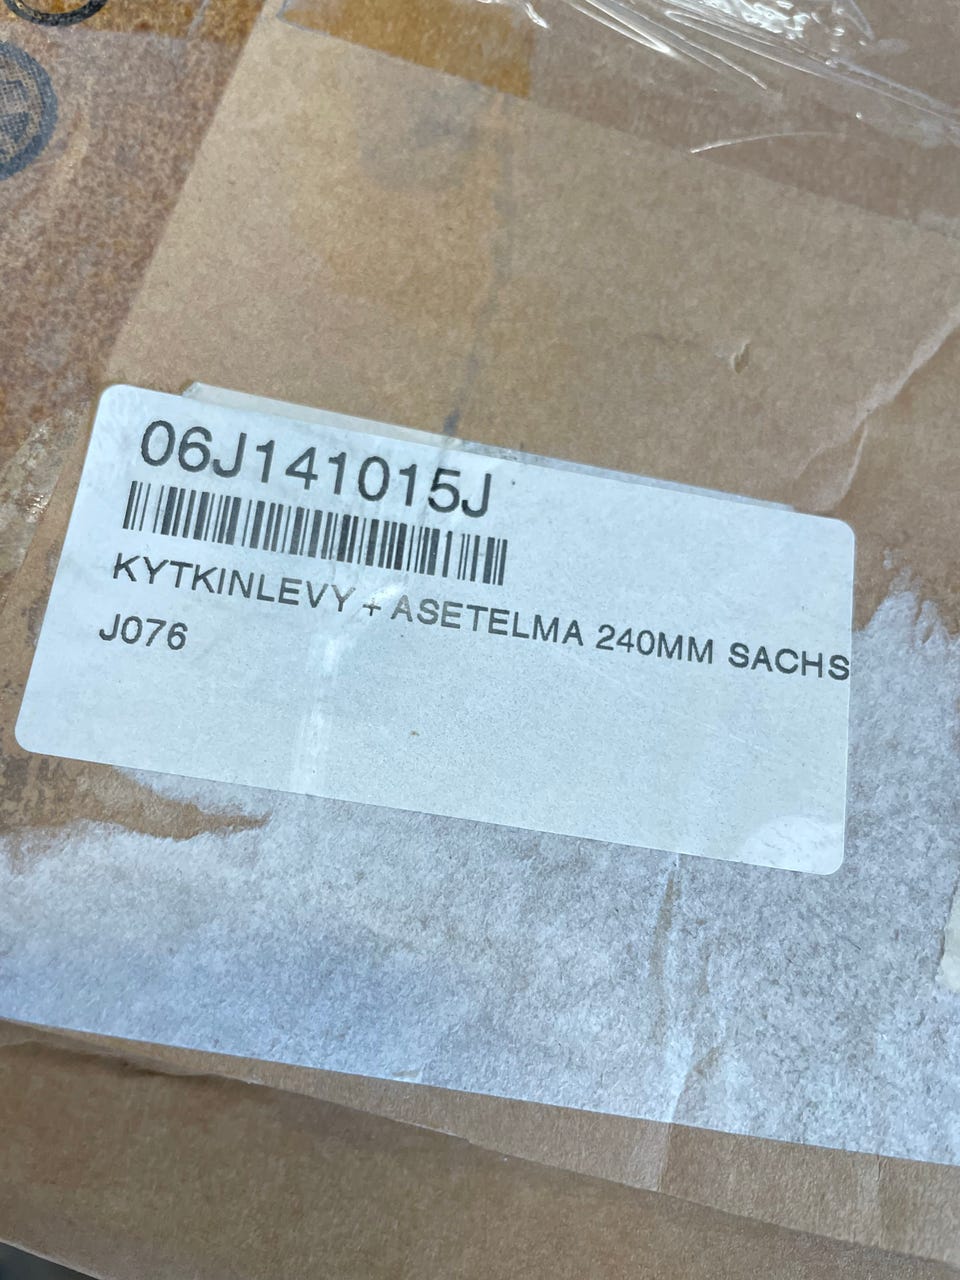 06J141015J
KYTKINLEVY + ASETELMA 240MM SACHS
J076